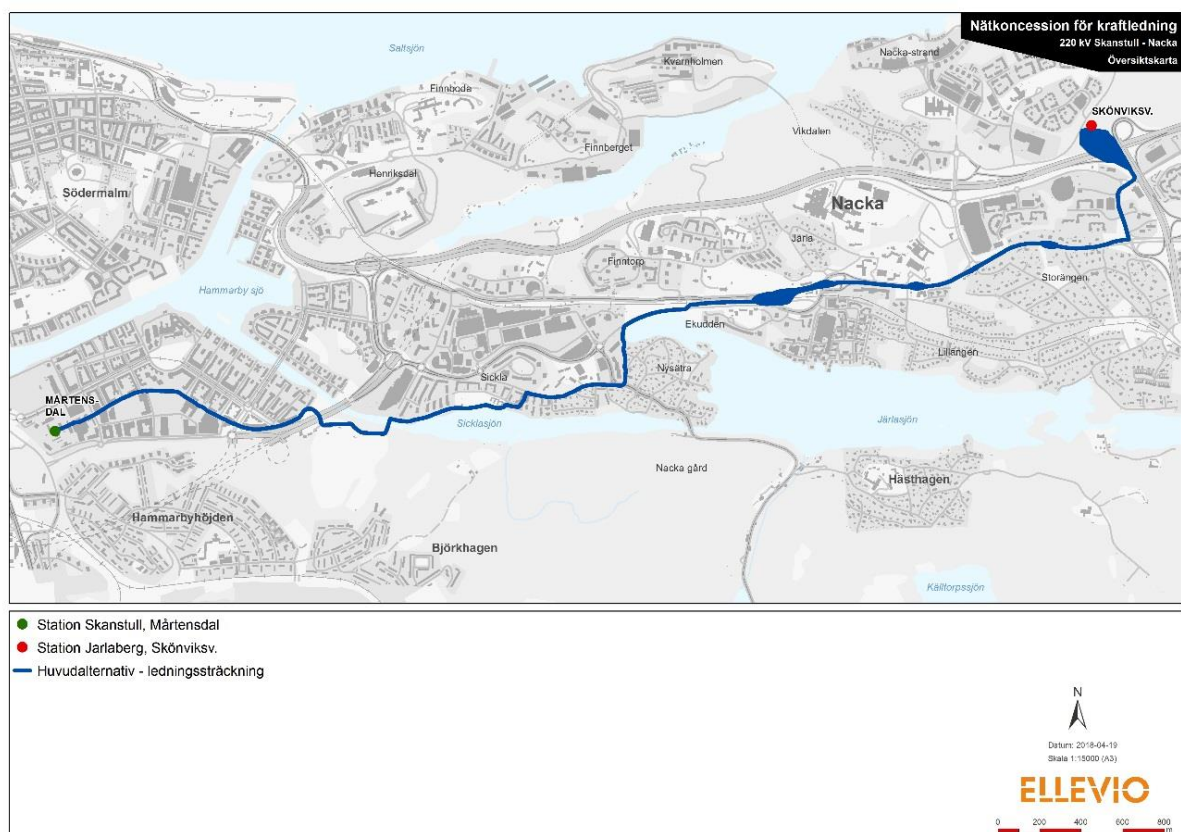 Nätkoncession för kraftledning
220 kV Skanstull - Nacka
Översiktskarta
Saltsjön
Nacka-strand
Kvarnholmen
Finnboda
SKÖNVIKSV.
Vikdalen
Finnberget
Henriksdal
Södermalm
Nacka
Järla
Finntorp
Storängen
Hammarby sjö
Ekudden
Lillängen
Nysätra
Sickla
MÅRTENS-
DAL
Sicklasjön
Järlasjön
Nacka gård
Hästhagen
Hammarbyhöjden
Björkhagen
Källtorpssjön
Station Skanstull, Mårtensdal
Station Jarlaberg, Skönviksv.
Huvudalternativ - ledningssträckning
N
Datum: 2018-04-19
Skala 1:15000 (A3)
ELLEVIO
0 200 400 600 800
m